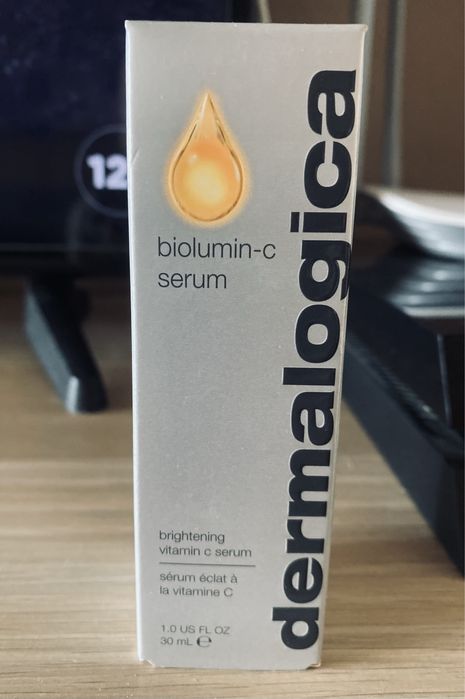 12
biolumin-c
serum
dermalogica
brightening
vitamin c serum
sérum éclat à
la vitamine C
1.0 US FL OZ
30 mL ℮